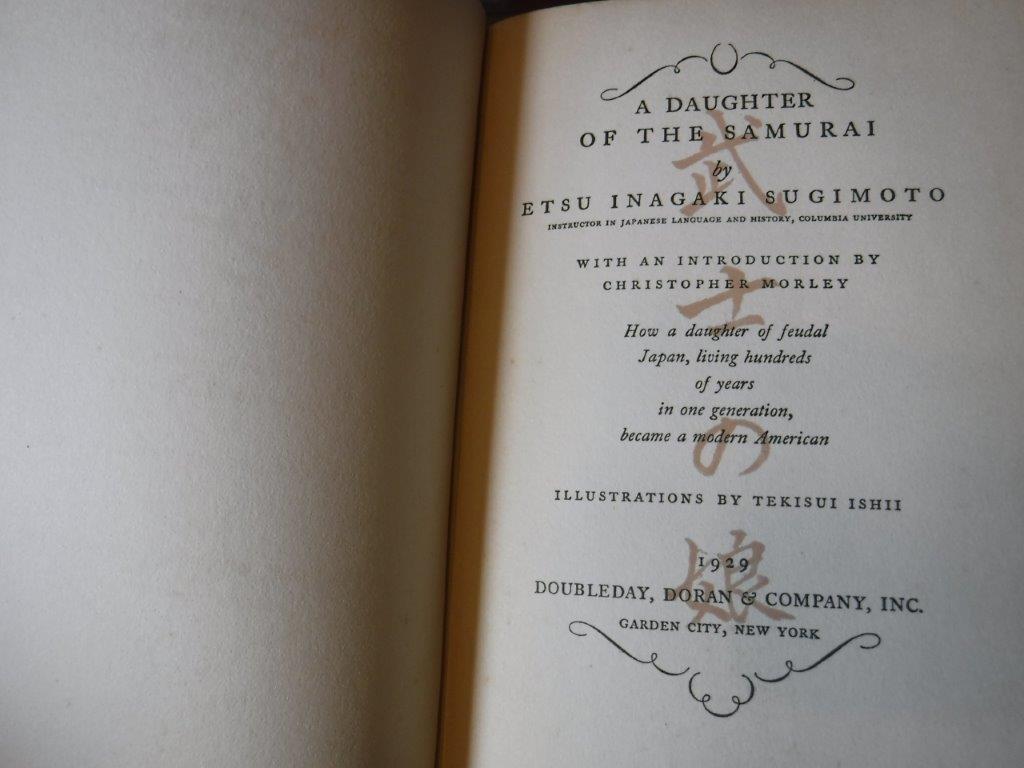 A DAUGHTER
OF THE SAMURAI
by
ETSU INAGAKI SUGIMOTO
INSTRUCTOR IN JAPANESE LANGUAGE AND HISTORY, COLUMBIA UNIVERSITY
WITH AN INTRODUCTION BY
CHRISTOPHER MORLEY
How a daughter of feudal
Japan, living hundreds
of years
in one generation,
became a modern American
ILLUSTRATIONS BY TEKISUI ISHII
1929
DOUBLEDAY, DORAN & COMPANY, INC.
GARDEN CITY, NEW YORK
武士の娘